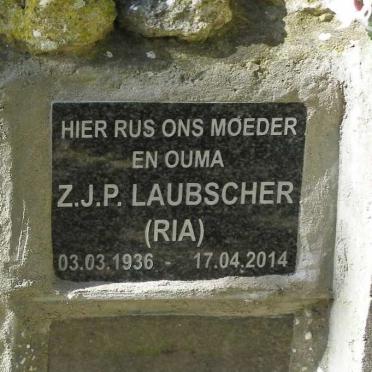 HIER RUS ONS MOEDER
EN OUMA
Z.J.P. LAUBSCHER
(RIA)
03.03.1936 - 17.04.2014